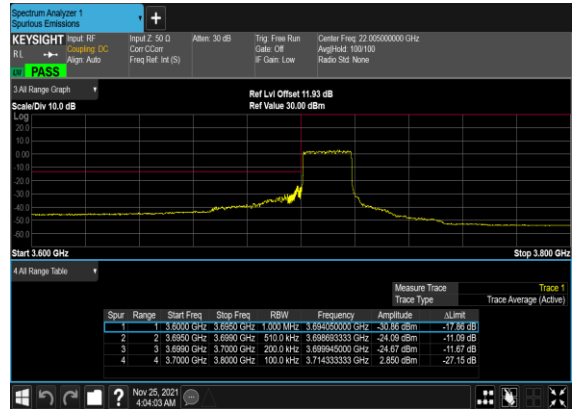 Spectrum Analyzer 1
Spurious Emissions
+
KEYSIGHT Input: RF Input Z: 50 Ω Atten: 30 dB Trig: Free Run Center Freq: 22.005000000 GHz
RL Coupling: DC Corr CCorr Gate: Off Avg|Hold: 100/100
Align: Auto Freq Ref: Int (S) IF Gain: Low Radio Std: None
LW PASS
3 All Range Graph
Ref Lvl Offset 11.93 dB
Scale/Div 10.0 dB Ref Value 30.00 dBm
Log
20.0
10.0
0.00
-10.0
-20.0
-30.0
-40.0
-50.0
-60.0
Start 3.600 GHz Stop 3.800 GHz
4 All Range Table
Measure Trace Trace 1
Trace Type Trace Average (Active)
Spur Range Start Freq Stop Freq RBW Frequency Amplitude ΔLimit
1 1 3.6000 GHz 3.6950 GHz 1.000 MHz 3.694050000 GHz -30.86 dBm -17.86 dB
2 2 3.6950 GHz 3.6990 GHz 510.0 kHz 3.698693333 GHz -24.09 dBm -11.09 dB
3 3 3.6990 GHz 3.7000 GHz 200.0 kHz 3.699945000 GHz -24.67 dBm -11.67 dB
4 4 3.7000 GHz 3.8000 GHz 100.0 kHz 3.714333333 GHz 2.850 dBm -27.15 dB
? Nov 25, 2021
4:04:03 AM